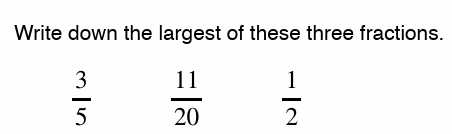 Write down the largest of these three fractions.
3/5 11/20 1/2